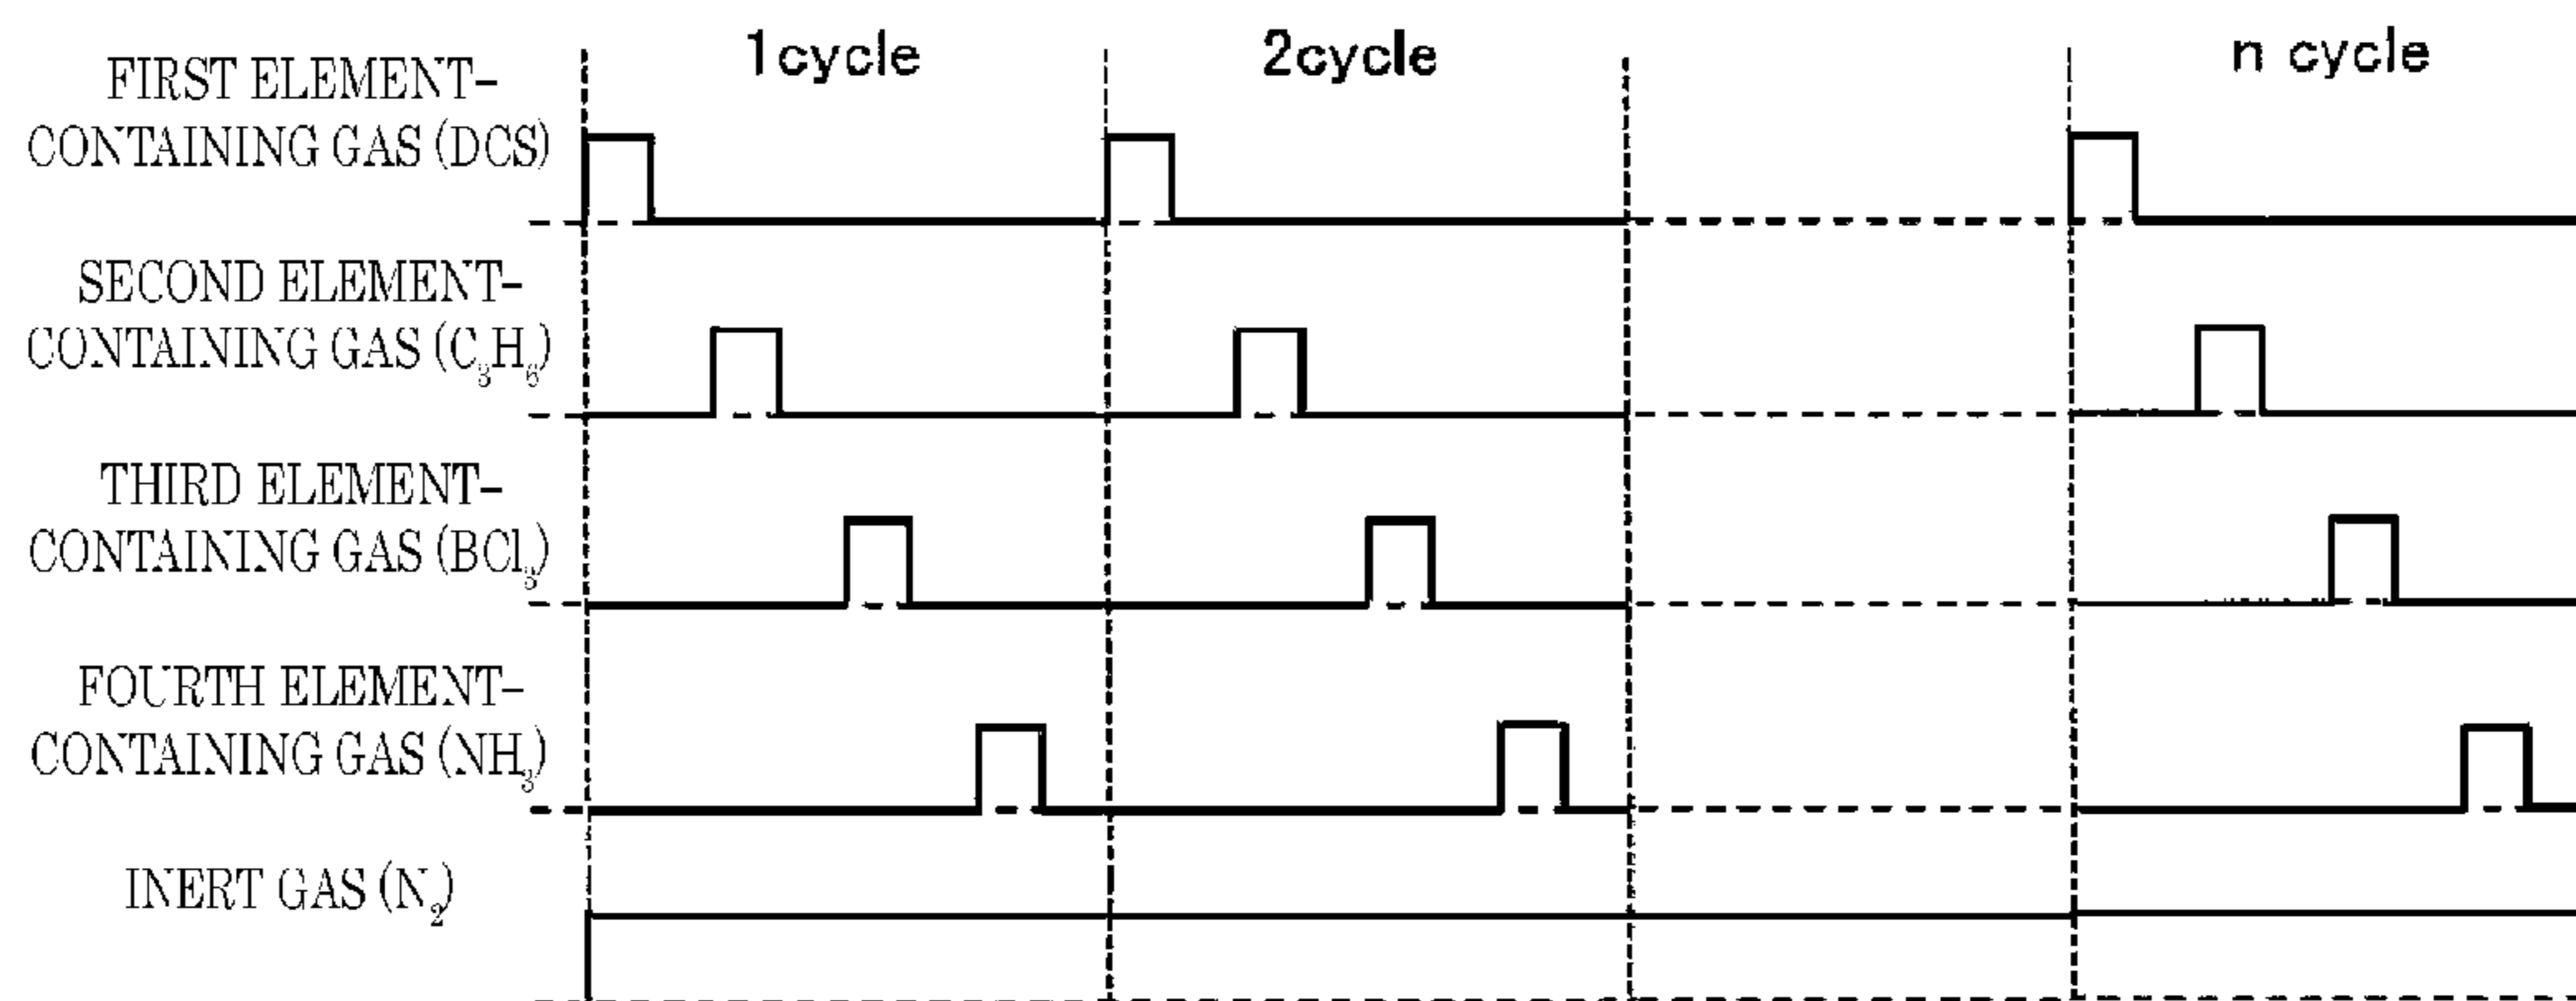 1cycle 2cycle n cycle
FIRST ELEMENT-
CONTAINING GAS (DCS)
SECOND ELEMENT-
CONTAINING GAS (C₃H₆)
THIRD ELEMENT-
CONTAINING GAS (BCl₃)
FOURTH ELEMENT-
CONTAINING GAS (NH₃)
INERT GAS (N₂)